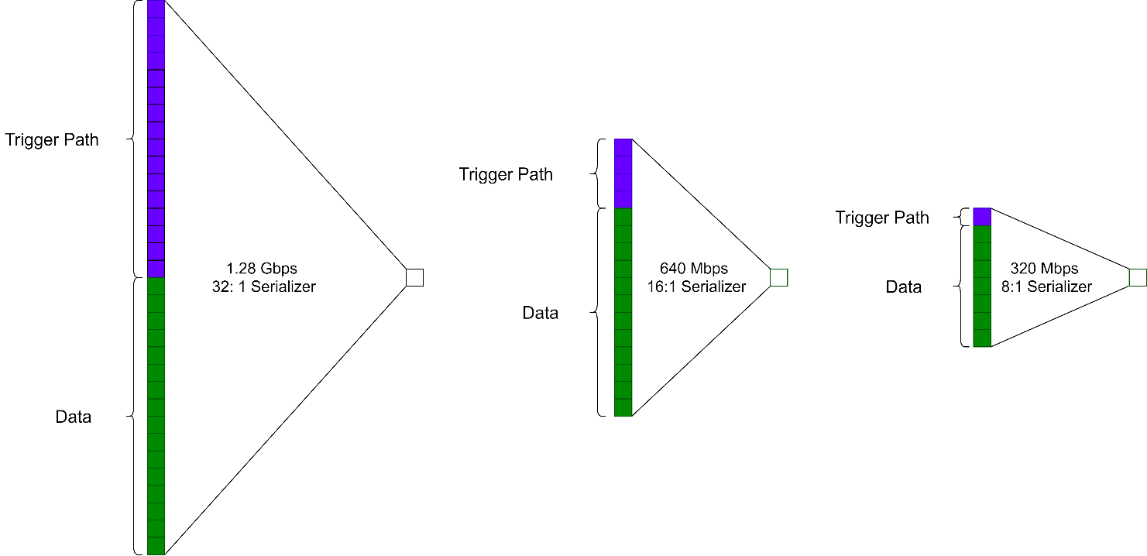 Trigger Path
Data
1.28 Gbps
32: 1 Serializer
Trigger Path
Data
640 Mbps
16:1 Serializer
Trigger Path
Data
320 Mbps
8:1 Serializer